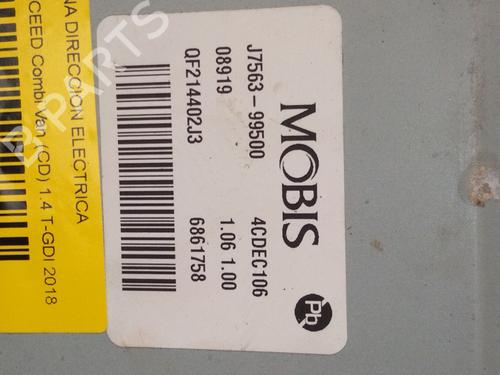 MOBIS
J7563-99500 4CDEC106
08919 1.06 1.00
QF214402J3 6861758
Pb
NA DIRECCION ELECTRICA
CEED Combi Van (CD) 1.4 T-GDI 2018
B PARTS